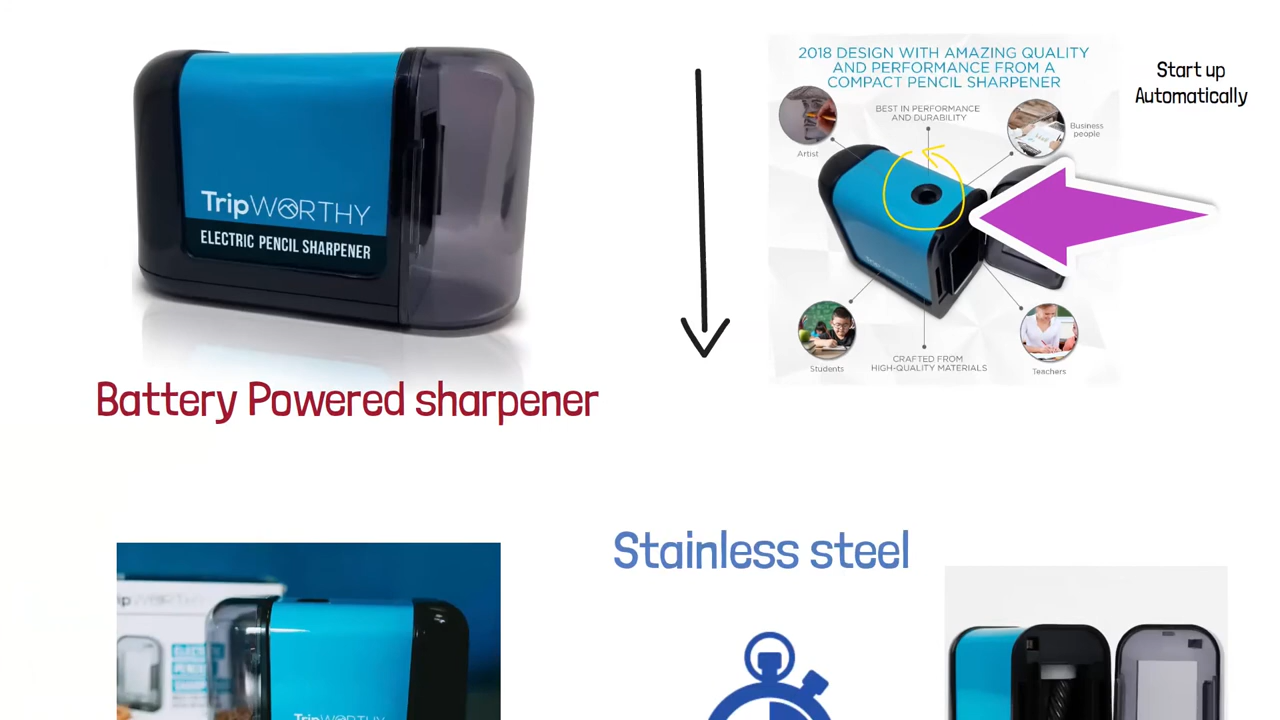 TripWORTHY
ELECTRIC PENCIL SHARPENER
Battery Powered sharpener
2018 DESIGN WITH AMAZING QUALITY
AND PERFORMANCE FROM A
COMPACT PENCIL SHARPENER
BEST IN PERFORMANCE
AND DURABILITY
Artist
Business
people
Students
CRAFTED FROM
HIGH-QUALITY MATERIALS
Teachers
Start up
Automatically
Stainless steel
TripWORTHY